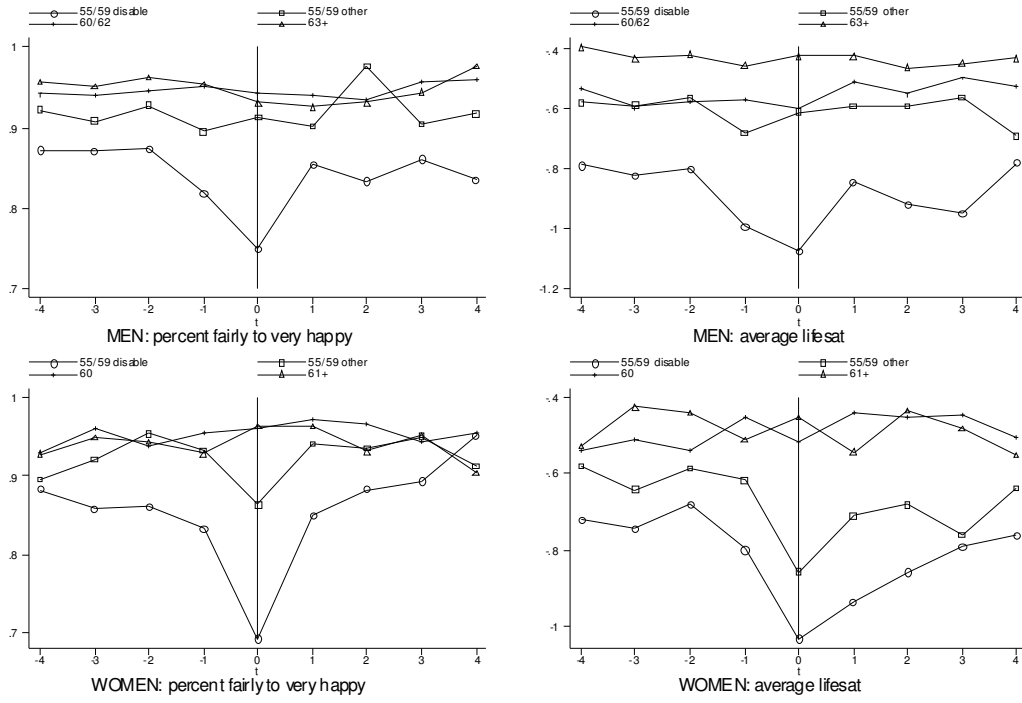 55/59 disable 55/59 other
60/62 63+
1
.9
.8
.7
-4 -3 -2 -1 0 1 2 3 4
t
MEN: percent fairly to very happy
55/59 disable 55/59 other
60/62 63+
-.4
-.6
-.8
-1
-1.2
-4 -3 -2 -1 0 1 2 3 4
t
MEN: average lifesat
55/59 disable 55/59 other
60 61+
1
.9
.8
.7
-4 -3 -2 -1 0 1 2 3 4
t
WOMEN: percent fairly to very happy
55/59 disable 55/59 other
60 61+
-.4
-.6
-.8
-1
-4 -3 -2 -1 0 1 2 3 4
t
WOMEN: average lifesat